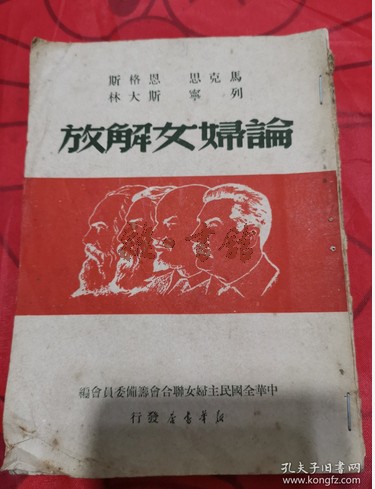 馬克思 恩格斯
列寧 斯大林
論婦女解放
中華全國民主婦女聯合會籌備委員會編
新華書店發行
孔夫子旧书网
kongfz.com